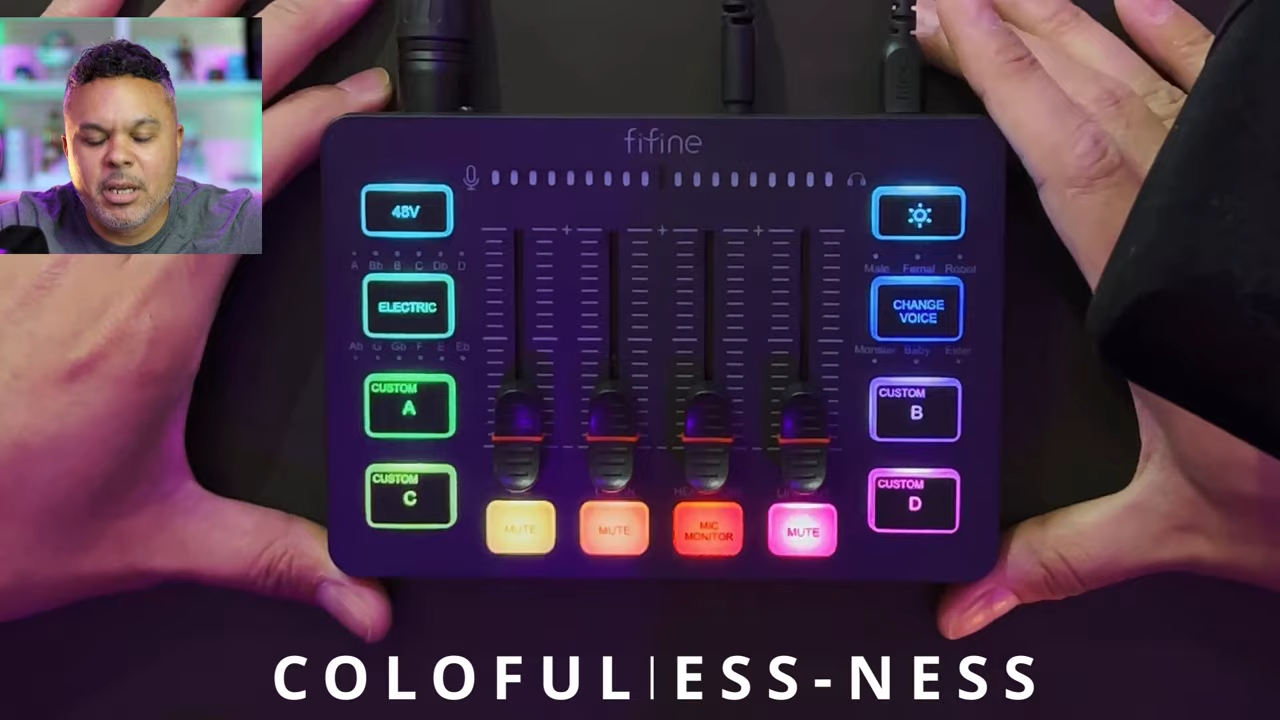 fifine
48V
A Bb B C Db D
ELECTRIC
Ab G Gb F E Eb
CUSTOM
A
CUSTOM
C
Male Femal Robot
CHANGE
VOICE
Monster Baby Elder
CUSTOM
B
CUSTOM
D
MUTE
MUTE
MIC
MONITOR
MUTE
COLOFUL|ESS-NESS